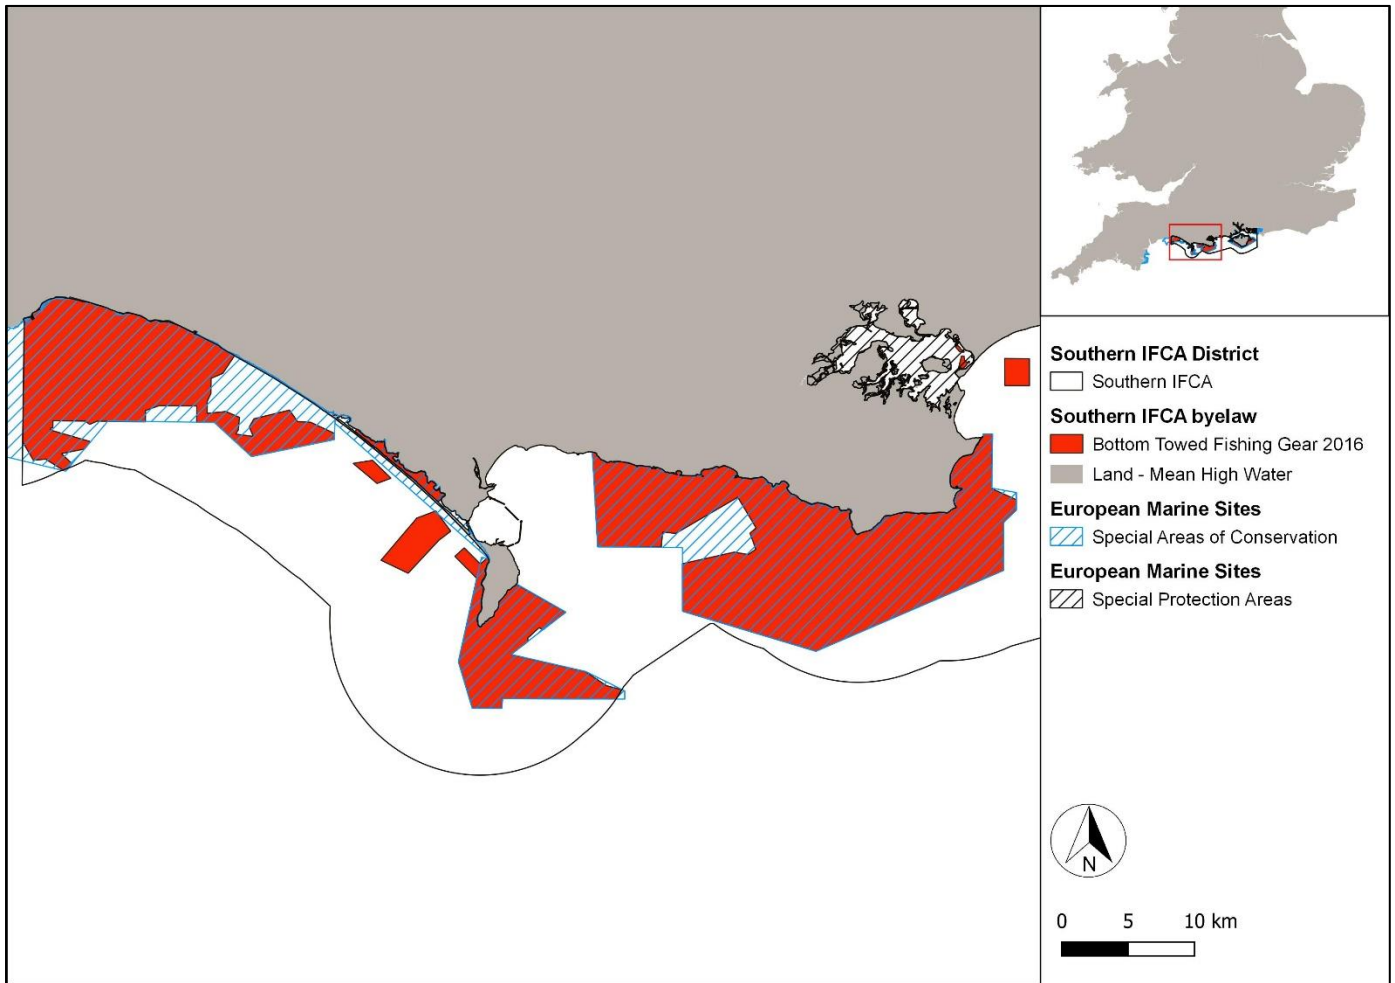 Southern IFCA District
Southern IFCA
Southern IFCA byelaw
Bottom Towed Fishing Gear 2016
Land - Mean High Water
European Marine Sites
Special Areas of Conservation
European Marine Sites
Special Protection Areas
N
0 5 10 km